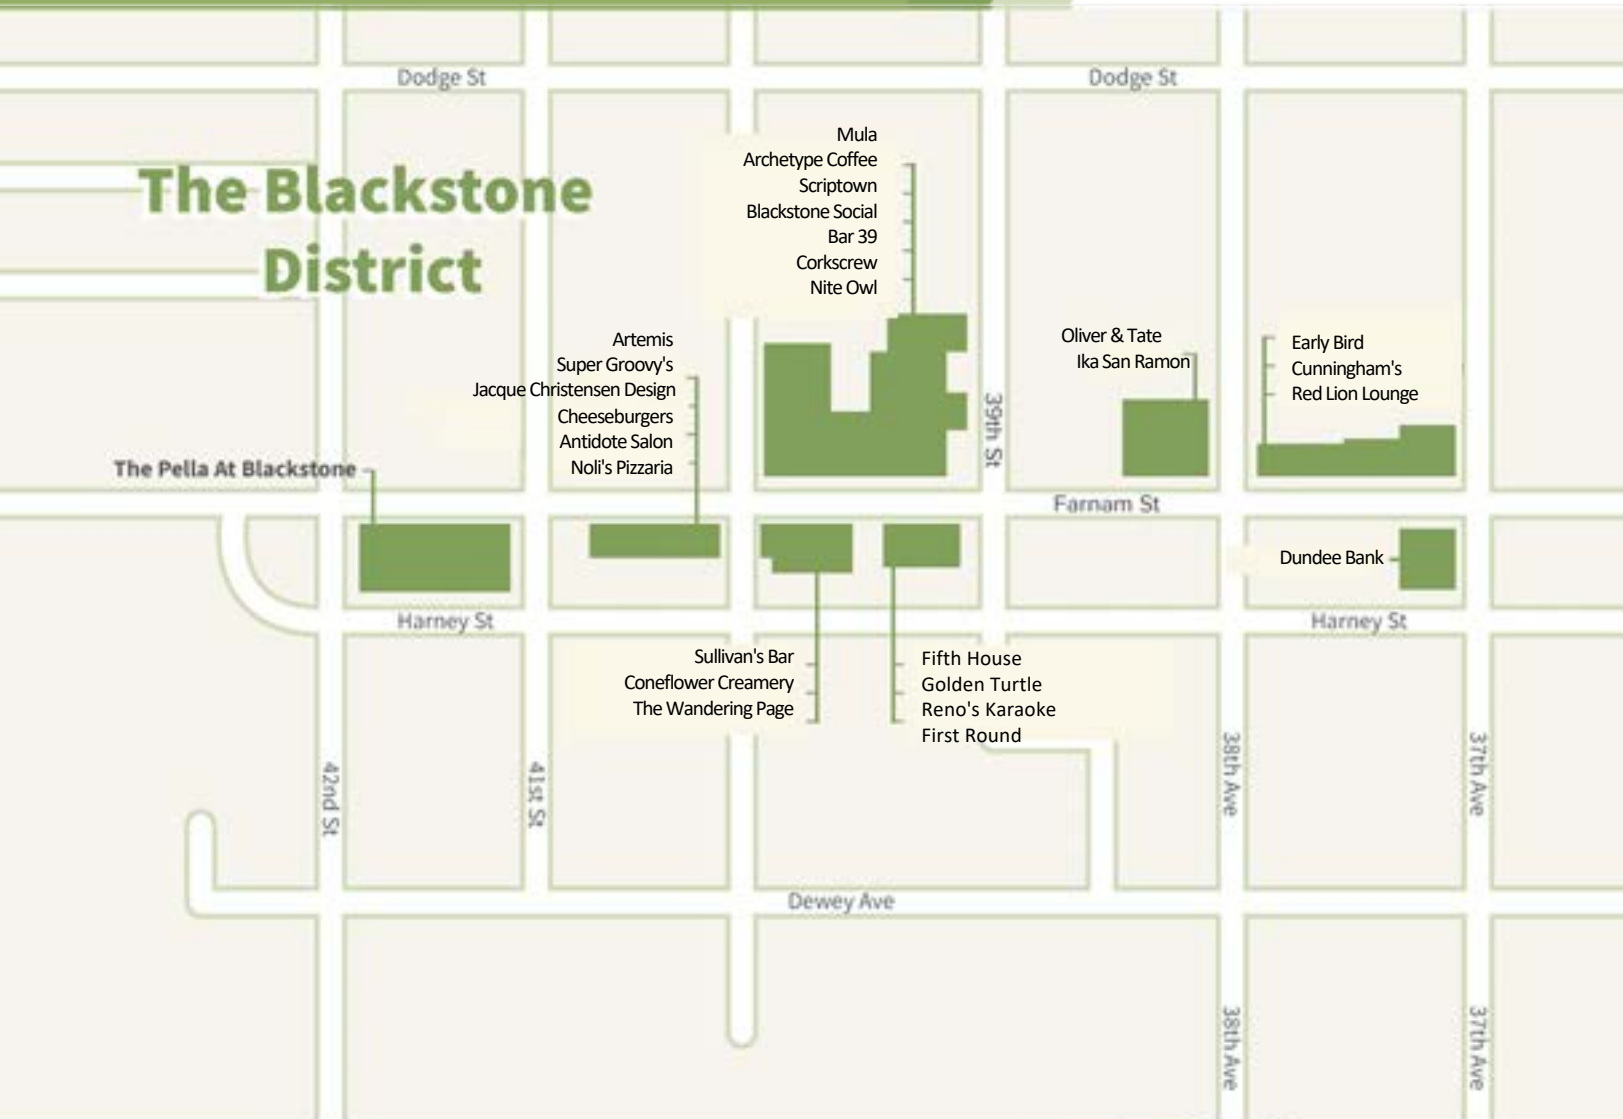 Dodge St
Dodge St
The Blackstone
District
Mula
Archetype Coffee
Scriptown
Blackstone Social
Bar 39
Corkscrew
Nite Owl
Artemis
Super Groovy's
Jacque Christensen Design
Cheeseburgers
Antidote Salon
Noli's Pizzaria
Oliver & Tate
Ika San Ramon
Early Bird
Cunningham's
Red Lion Lounge
39th St
The Pella At Blackstone
Farnam St
Dundee Bank
Harney St
Harney St
Sullivan's Bar
Coneflower Creamery
The Wandering Page
Fifth House
Golden Turtle
Reno's Karaoke
First Round
42nd St
41st St
38th Ave
37th Ave
Dewey Ave
38th Ave
37th Ave